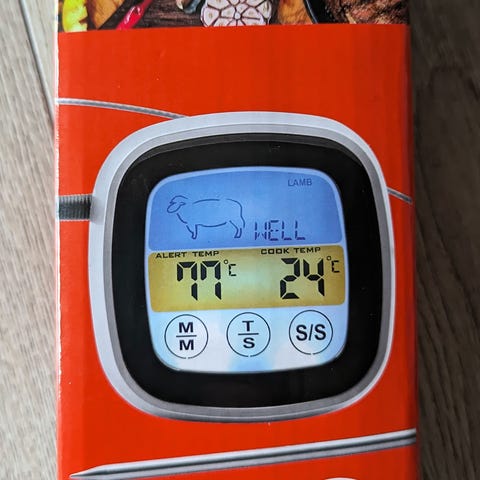 LAMB
WELL
ALERT TEMP COOK TEMP
77°C 24°C
M/M T/S S/S